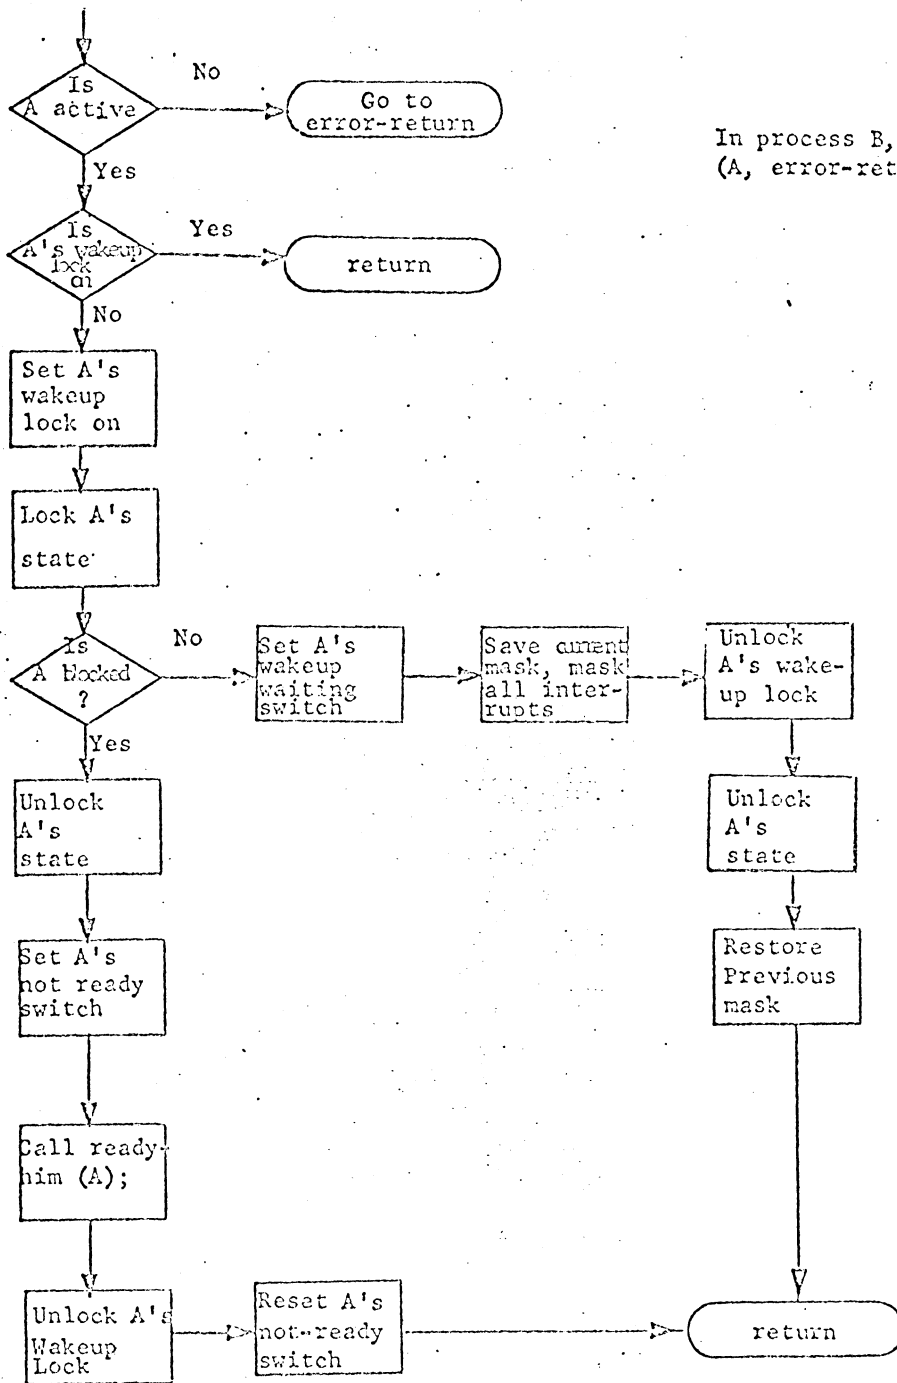 Is
A active
No
Go to
error-return
In process B,
(A, error-ret
Yes
Is
A's wakeup
lock
on
Yes
return
No
Set A's
wakeup
lock on
Lock A's
state
Is
A blocked
?
No
Set A's
wakeup
waiting
switch
Save current
mask, mask
all inter-
rupts
Unlock
A's wake-
up lock
Yes
Unlock
A's
state
Unlock
A's
state
Set A's
not ready
switch
Restore
Previous
mask
Call ready-
him (A);
Unlock A's
Wakeup
Lock
Reset A's
not-ready
switch
return